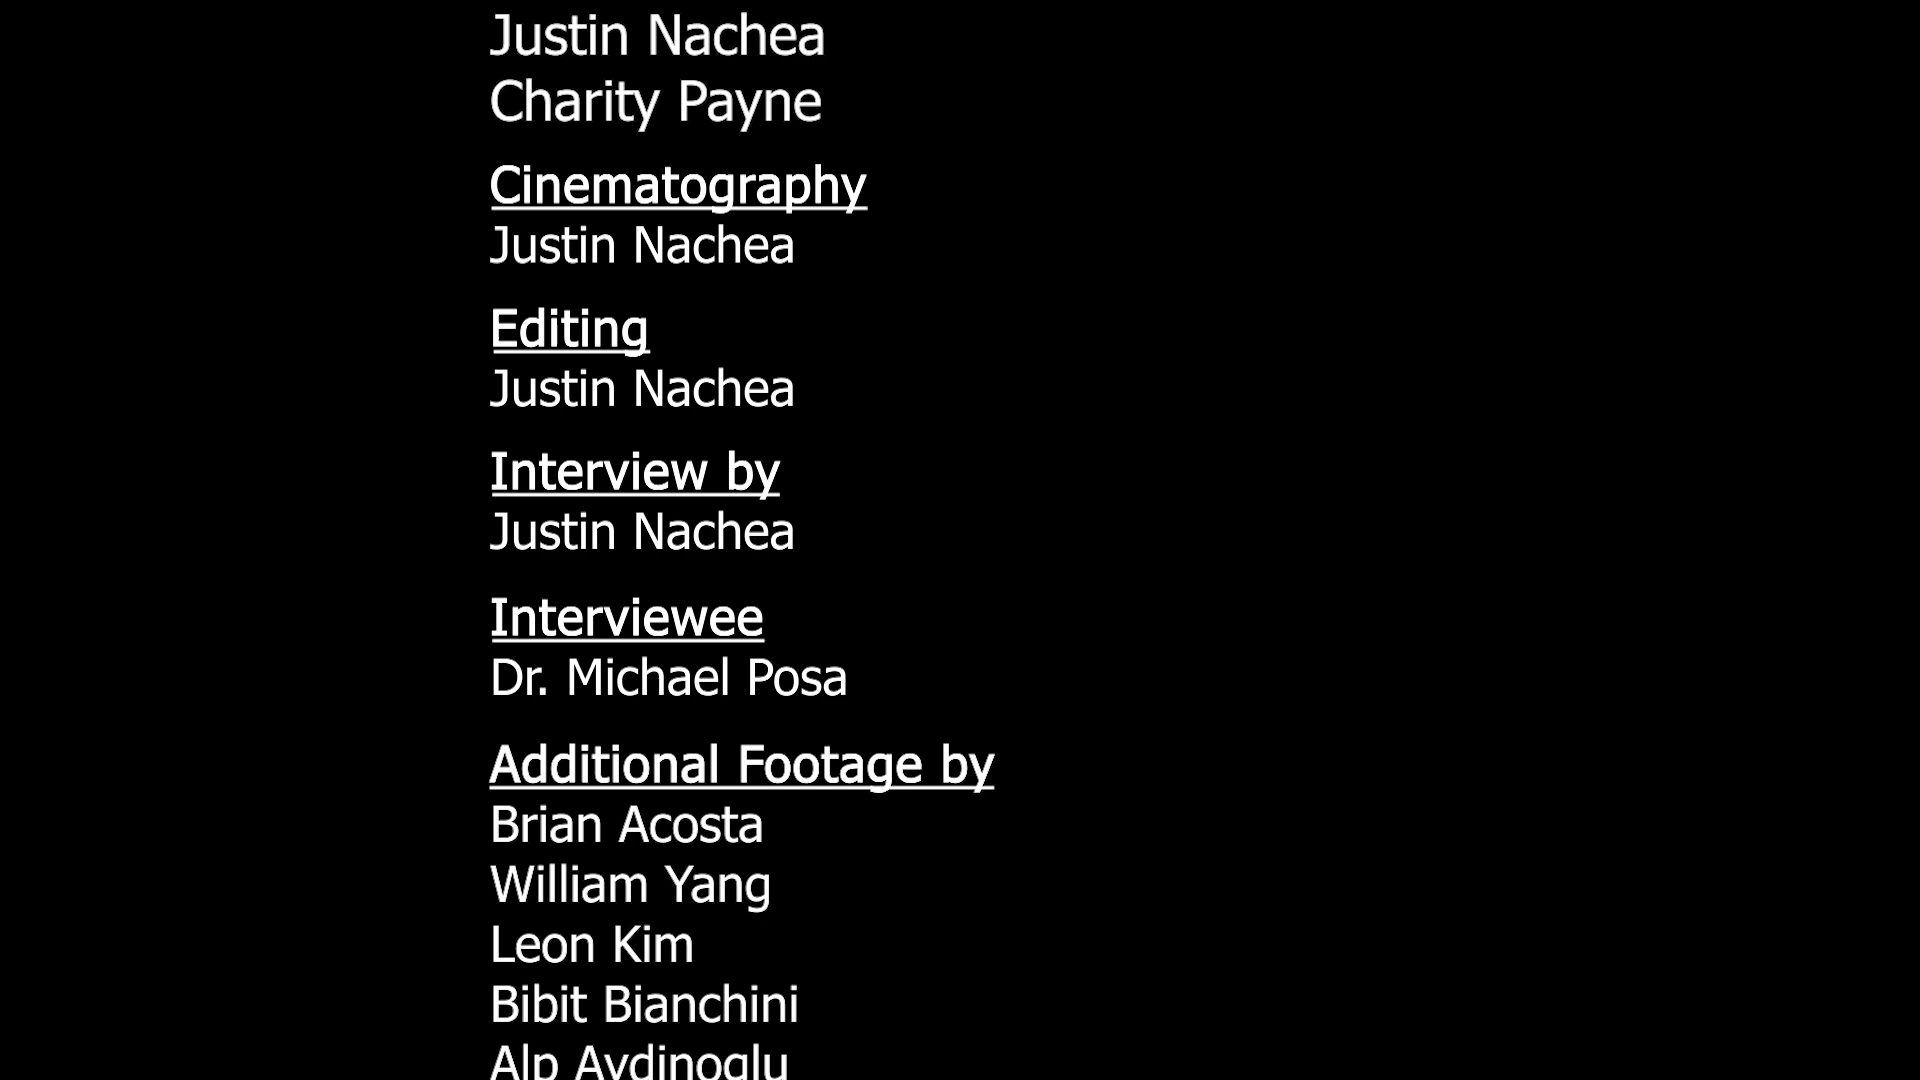 Justin Nachea
Charity Payne
Cinematography
Justin Nachea
Editing
Justin Nachea
Interview by
Justin Nachea
Interviewee
Dr. Michael Posa
Additional Footage by
Brian Acosta
William Yang
Leon Kim
Bibit Bianchini
Alp Aydinoglu